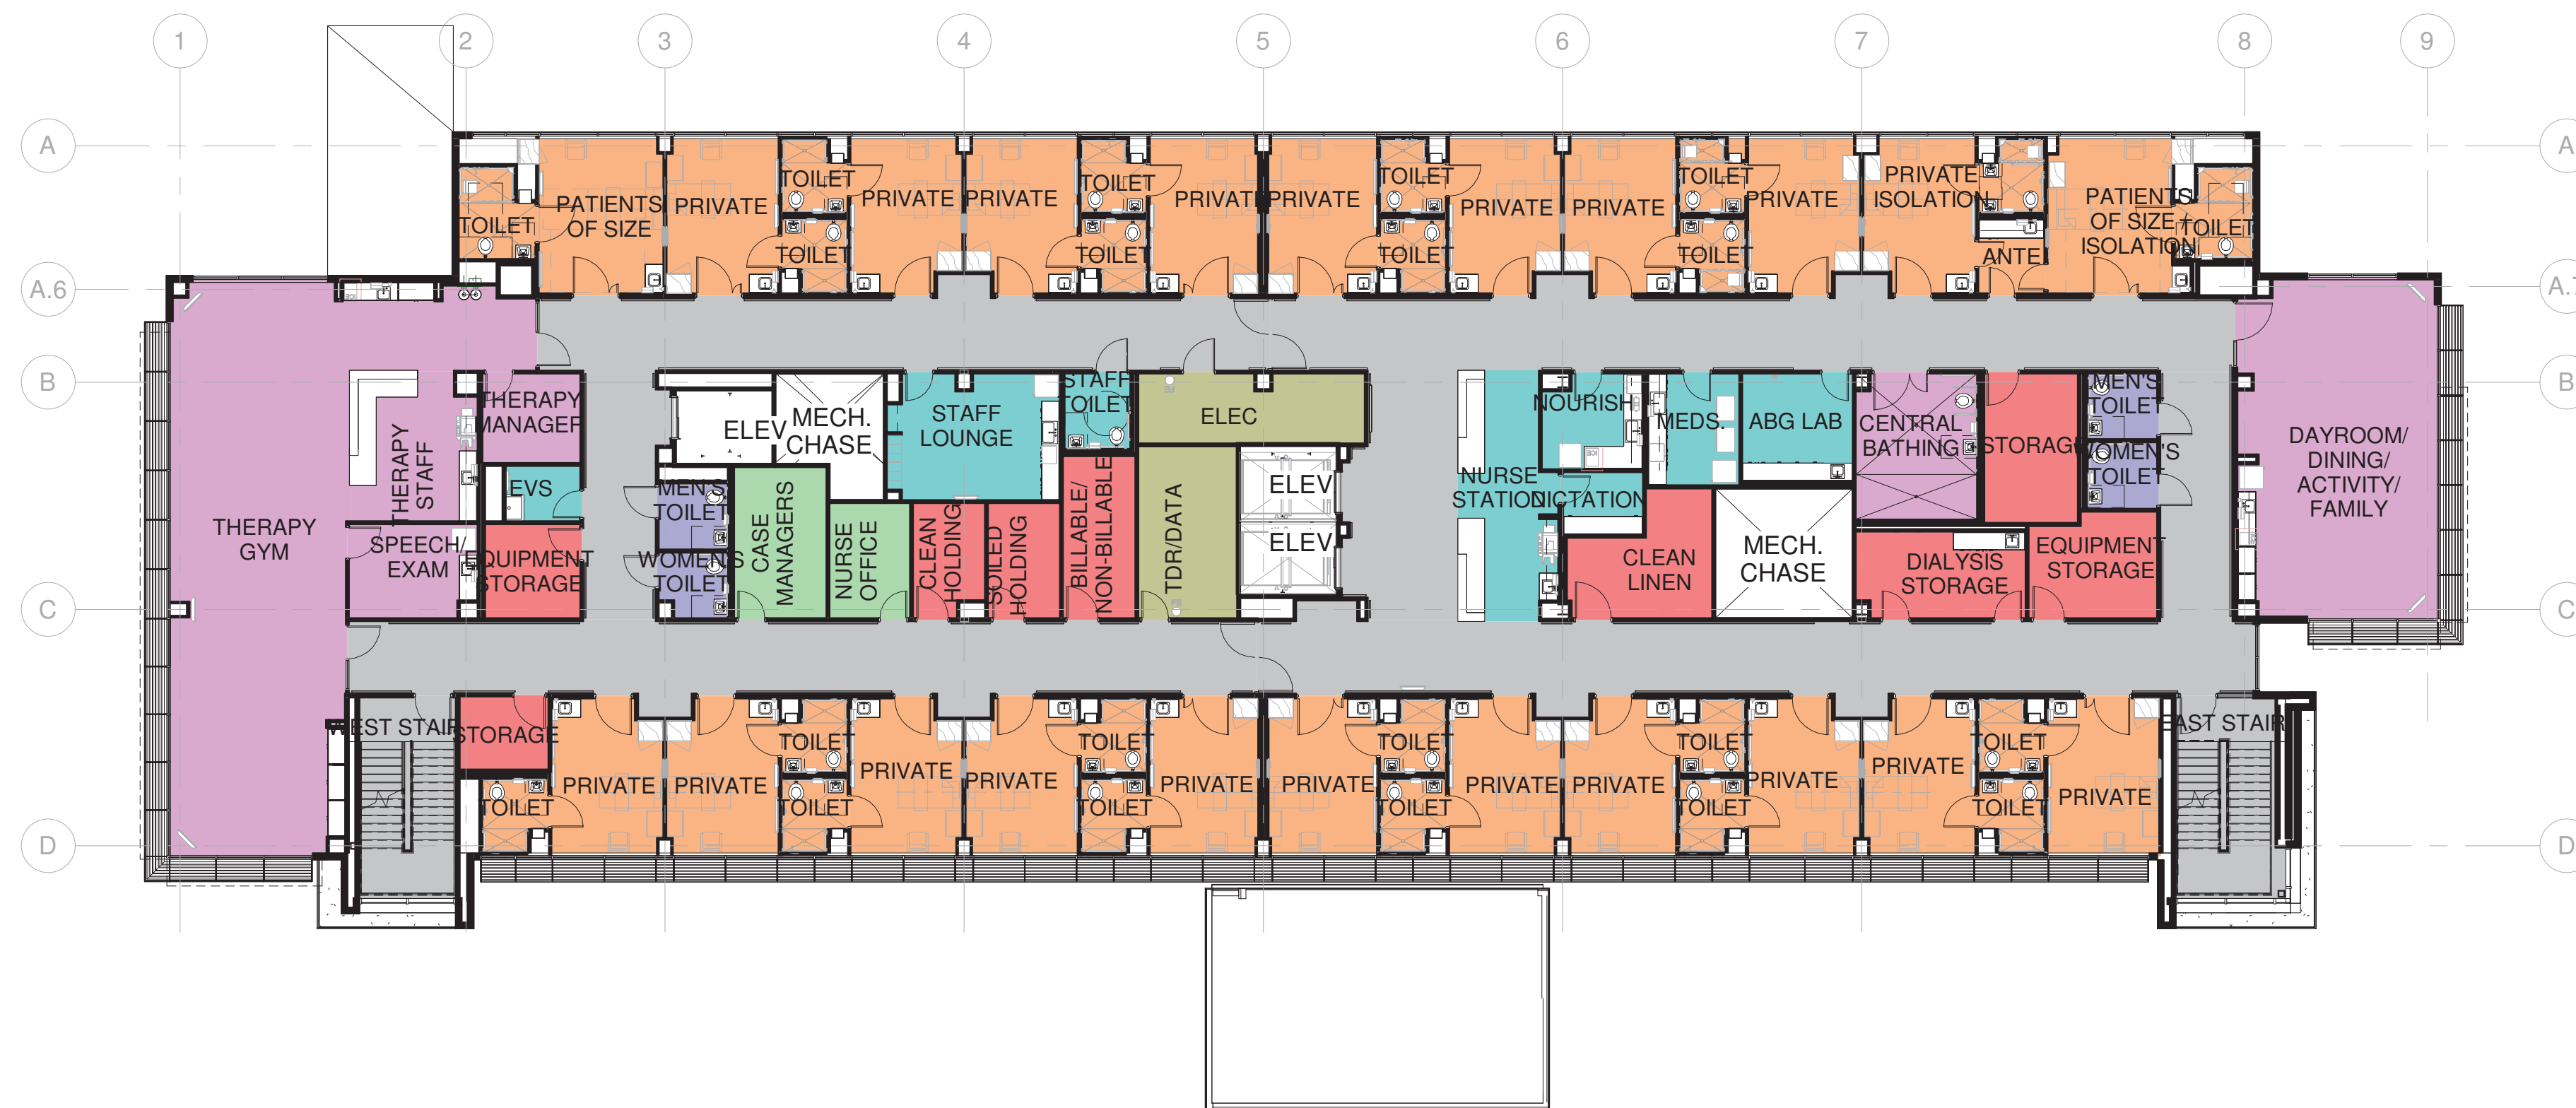 1
2
3
4
5
6
7
8
9
A
A
TOILET
PATIENTS
OF SIZE
PRIVATE
TOILET
TOILET
PRIVATE
PRIVATE
TOILET
TOILET
PRIVATE
PRIVATE
TOILET
TOILET
PRIVATE
PRIVATE
TOILET
TOILET
PRIVATE
PRIVATE
ISOLATION
ANTE
PATIENTS
OF SIZE /
ISOLATION
TOILET
A.6
B
B
THERAPY
GYM
THERAPY
STAFF
THERAPY
MANAGER
EVS
SPEECH/
EXAM
EQUIPMENT
STORAGE
ELEV
MECH.
CHASE
MEN'S
TOILET
WOMEN'S
TOILET
CASE
MANAGERS
NURSE
OFFICE
STAFF
LOUNGE
CLEAN
HOLDING
SOILED
HOLDING
STAFF
TOILET
BILLABLE/
NON-BILLABLE
ELEC
TDR/DATA
ELEV
ELEV
NURSE
STATION
NOURISH
DICTATION
MEDS.
ABG LAB
CLEAN
LINEN
MECH.
CHASE
CENTRAL
BATHING
STORAGE
MEN'S
TOILET
WOMEN'S
TOILET
DIALYSIS
STORAGE
EQUIPMENT
STORAGE
DAYROOM/
DINING/
ACTIVITY/
FAMILY
C
C
WEST STAIR
STORAGE
TOILET
PRIVATE
PRIVATE
TOILET
TOILET
PRIVATE
PRIVATE
TOILET
TOILET
PRIVATE
PRIVATE
TOILET
TOILET
PRIVATE
PRIVATE
TOILET
TOILET
PRIVATE
PRIVATE
TOILET
TOILET
PRIVATE
EAST STAIR
D
D